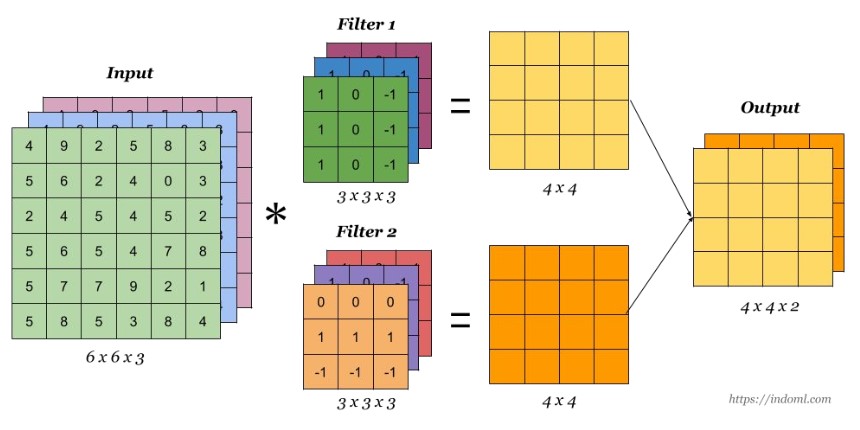 Filter 1
Input
1 0 -1
1 0 -1
1 0 -1
3 x 3 x 3
4 9 2 5 8 3
5 6 2 4 0 3
2 4 5 4 5 2
5 6 5 4 7 8
5 7 7 9 2 1
5 8 5 3 8 4
6 x 6 x 3
*
=
4 x 4
Filter 2
0 0 0
1 1 1
-1 -1 -1
3 x 3 x 3
=
4 x 4
Output
4 x 4 x 2
https://indoml.com